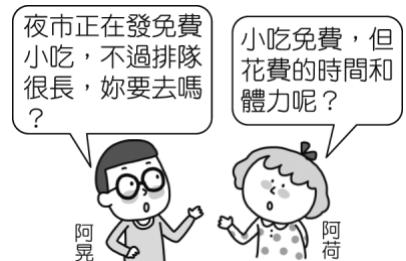 夜市正在發免費
小吃，不過排隊
很長，妳要去嗎
？
小吃免費，但
花費的時間和
體力呢？
阿晃
阿荷